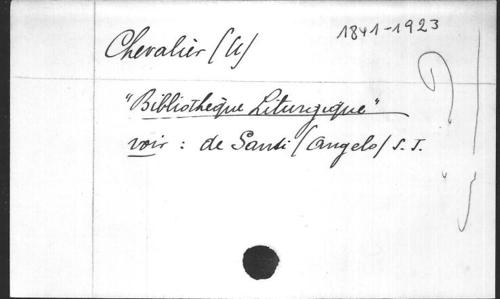 1841-1923
Chevalier (U)
"Bibliothèque Liturgique"
voir : de Santi (Angelo) S.J.